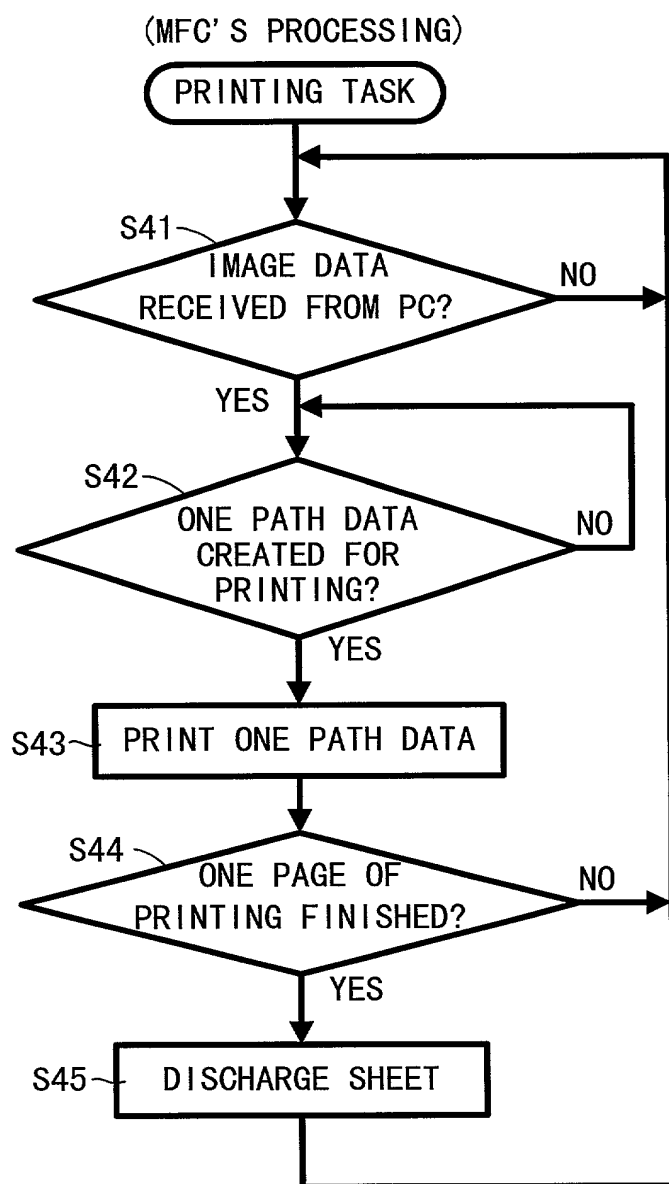 (MFC'S PROCESSING)
PRINTING TASK
S41
IMAGE DATA
RECEIVED FROM PC?
NO
YES
S42
ONE PATH DATA
CREATED FOR
PRINTING?
NO
YES
S43
PRINT ONE PATH DATA
S44
ONE PAGE OF
PRINTING FINISHED?
NO
YES
S45
DISCHARGE SHEET